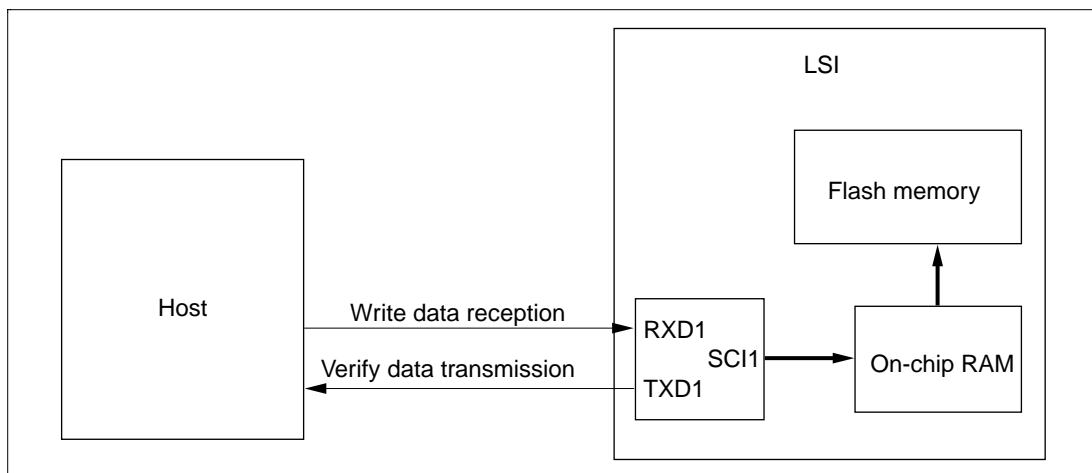 LSI
Flash memory
Host
Write data reception
RXD1
SCI1
On-chip RAM
Verify data transmission
TXD1